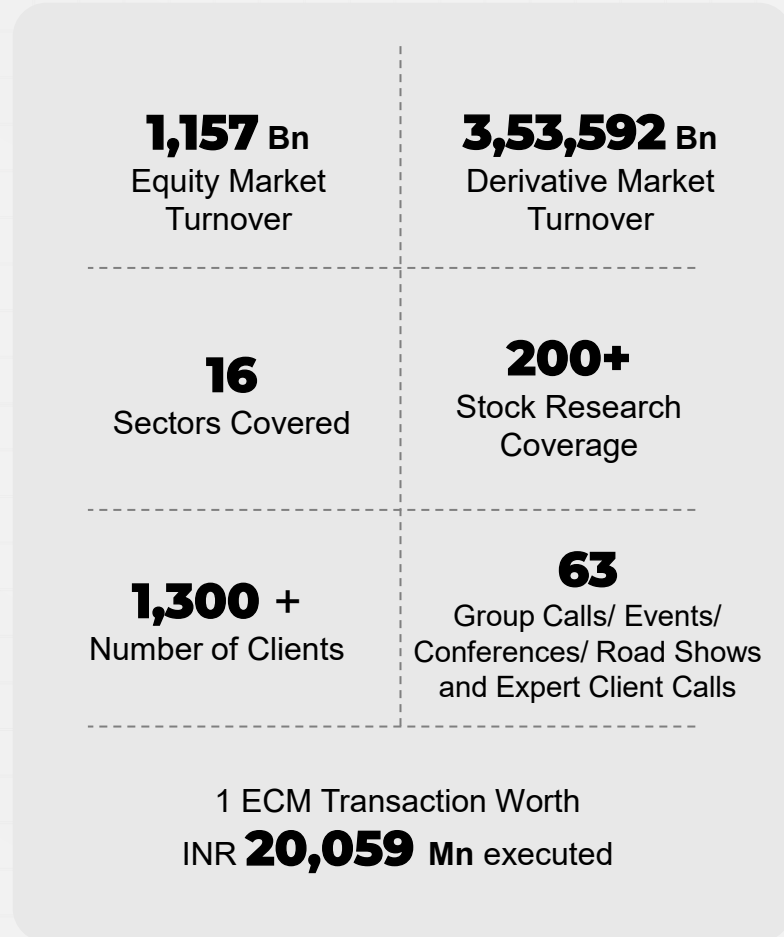 1,157 Bn
Equity Market
Turnover
3,53,592 Bn
Derivative Market
Turnover
16
Sectors Covered
200+
Stock Research
Coverage
1,300 +
Number of Clients
63
Group Calls/ Events/
Conferences/ Road Shows
and Expert Client Calls
1 ECM Transaction Worth
INR 20,059 Mn executed